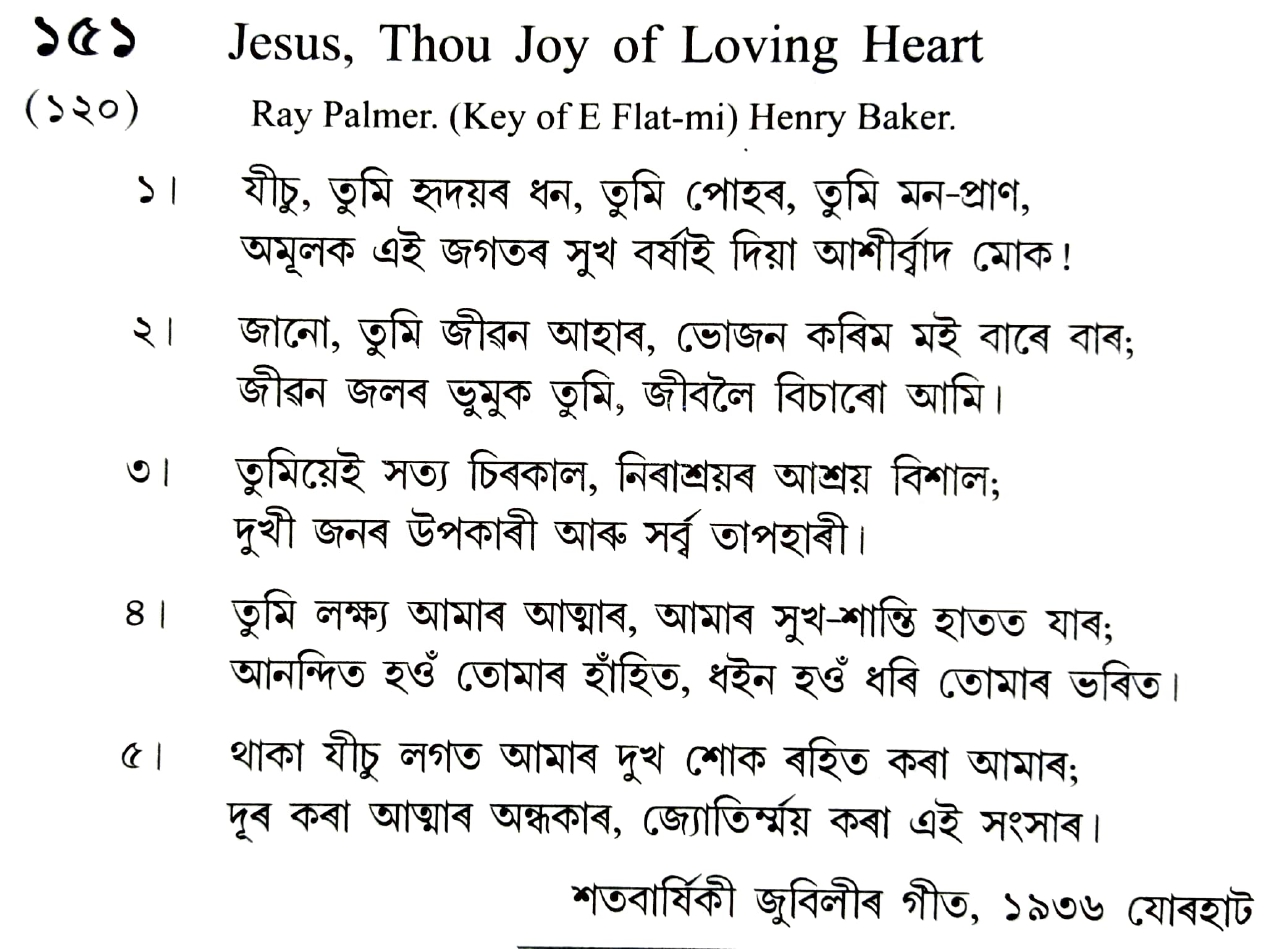 ১৫১ Jesus, Thou Joy of Loving Heart
(১২০) Ray Palmer. (Key of E Flat-mi) Henry Baker.
১। যীচু, তুমি হৃদয়ৰ ধন, তুমি পোহৰ, তুমি মন-প্ৰাণ,
অমূলক এই জগতৰ সুখ বৰ্ষাই দিয়া আশীৰ্ব্বাদ মোক!
২। জানো, তুমি জীৱন আহাৰ, ভোজন কৰিম মই বাৰে বাৰ;
জীৱন জলৰ ভুমুক তুমি, জীবলৈ বিচাৰো আমি।
৩। তুমিয়েই সত্য চিৰকাল, নিৰাশ্ৰয়ৰ আশ্ৰয় বিশাল;
দুখী জনৰ উপকাৰী আৰু সৰ্ব্ব তাপহাৰী।
৪। তুমি লক্ষ্য আমাৰ আত্মাৰ, আমাৰ সুখ-শান্তি হাতত যাৰ;
আনন্দিত হওঁ তোমাৰ হাঁহিত, ধইন হওঁ ধৰি তোমাৰ ভৰিত।
৫। থাকা যীচু লগত আমাৰ দুখ শোক ৰহিত কৰা আমাৰ;
দূৰ কৰা আত্মাৰ অন্ধকাৰ, জ্যোতিৰ্ম্ময় কৰা এই সংসাৰ।
শতবাৰ্ষিকী জুবিলীৰ গীত, ১৯৩৬ যোৰহাট